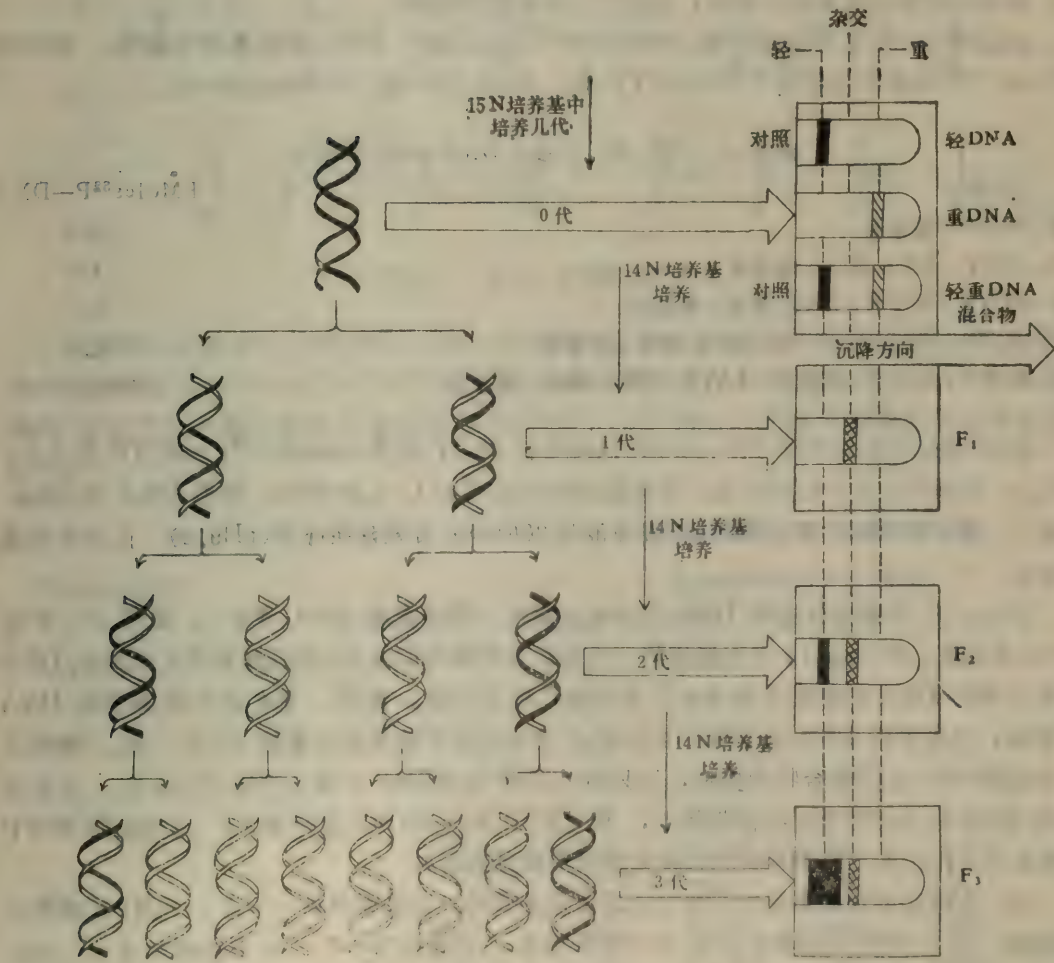 杂交
轻
重
15N培养基中
培养几代
对照
轻DNA
0代
重DNA
14N培养基
培养
对照
轻重DNA
混合物
沉降方向
1代
F₁
14N培养基
培养
2代
F₂
14N培养基
培养
3代
F₃